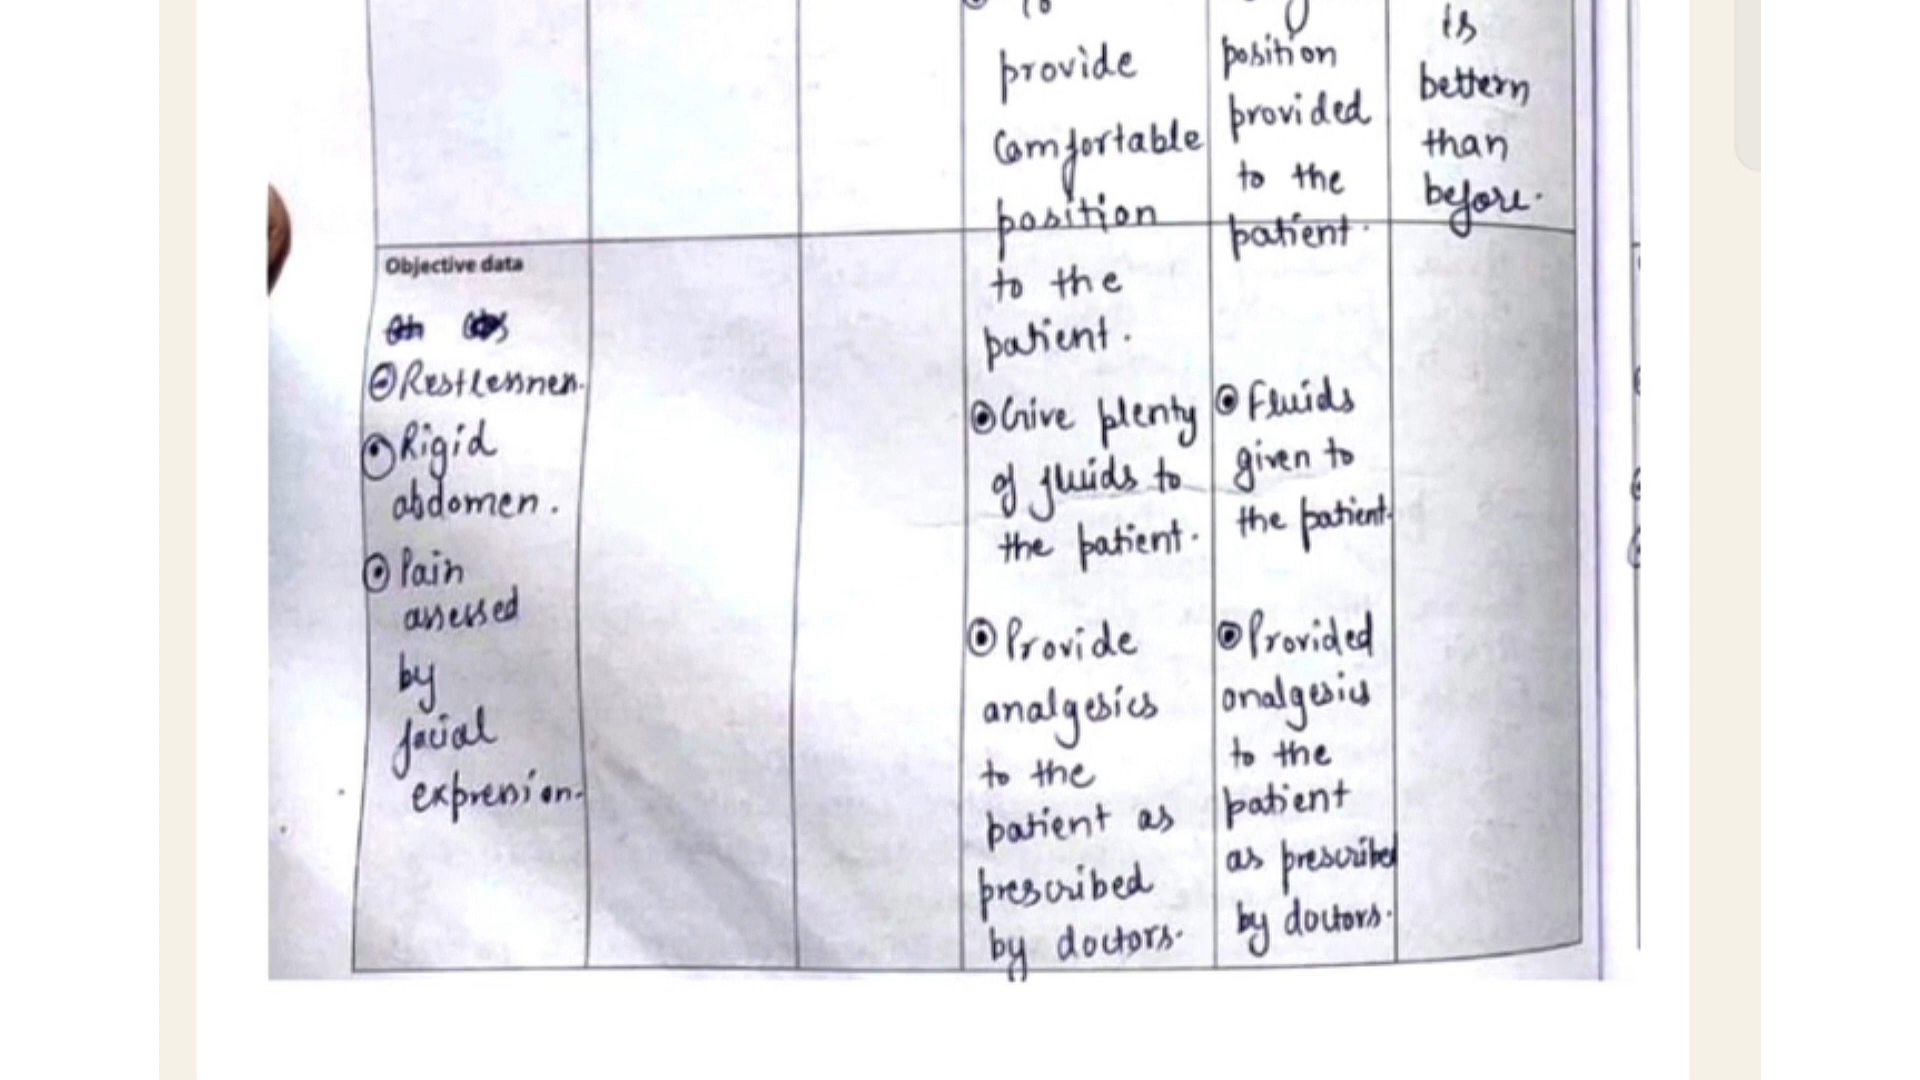 To
provide
Comfortable
position
to the
patient.
position
provided
to the
patient.
is
bettern
than
before.
Objective data
Restlessness.
Rigid
abdomen.
Pain
assessed
by
facial
expression.
Give plenty
of fluids to
the patient.
Provide
analgesics
to the
patient as
prescribed
by doctors.
Fluids
given to
the patient.
Provided
analgesics
to the
patient
as prescribed
by doctors.